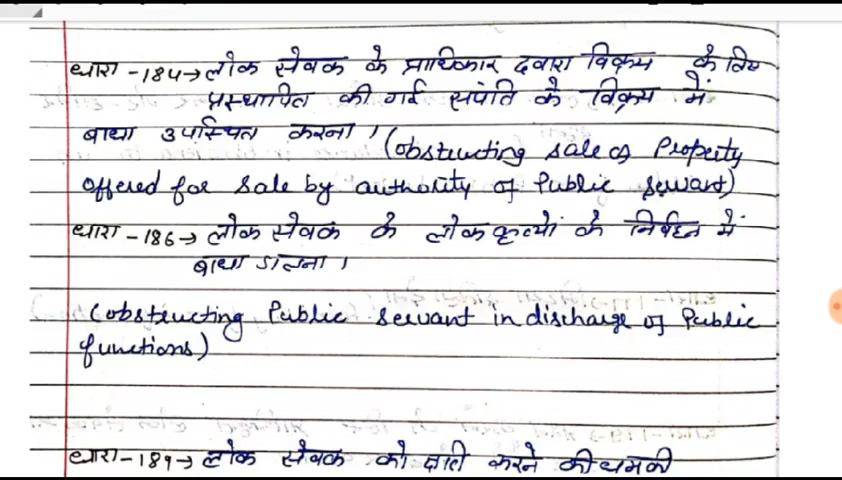 धारा -184→ लोक सेवक के प्राधिकार द्वारा विक्रय के लिए
प्रस्थापित की गई संपति के विक्रय में
बाधा उपस्थित करना।
(obstructing sale of Property
offered for sale by authority of Public servant)
धारा -186→ लोक सेवक के लोक कृत्यों के निर्वहन में
बाधा डालना।
(obstructing Public servant in discharge of Public
functions)
धारा -189→ लोक सेवक को क्षति करने की धमकी